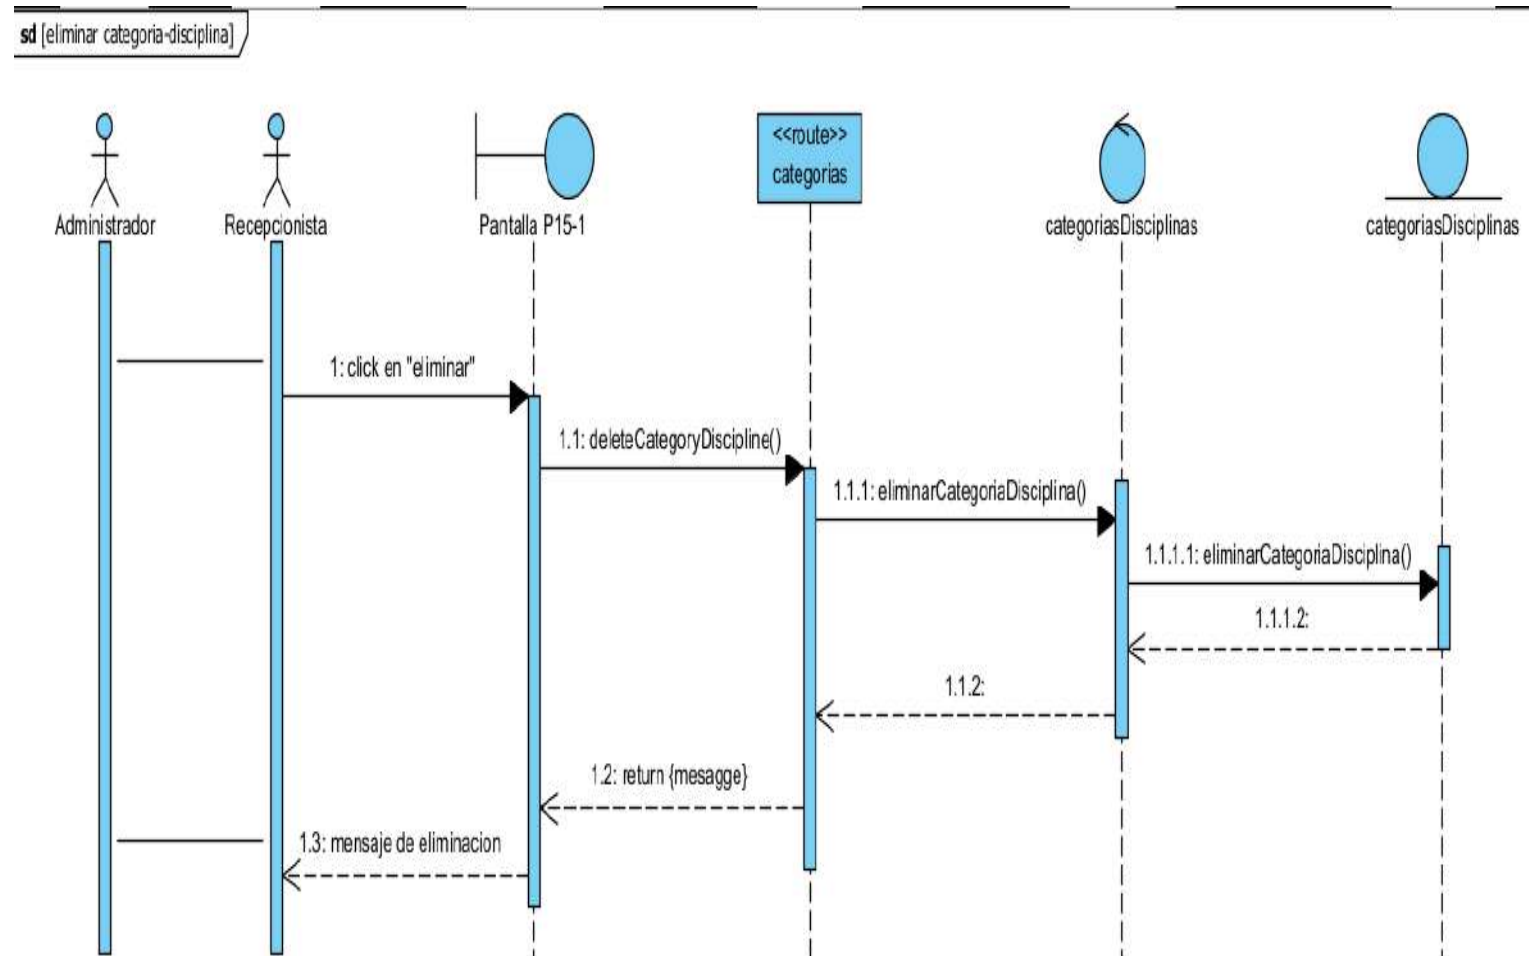 sd [eliminar categoria-disciplina]
<<route>>
categorias
Administrador
Recepcionista
Pantalla P15-1
categoriasDisciplinas
categoriasDisciplinas
1: click en "eliminar"
1.1: deleteCategoryDiscipline()
1.1.1: eliminarCategoriaDisciplina()
1.1.1.1: eliminarCategoriaDisciplina()
1.1.1.2:
1.1.2:
1.2: return {mesagge}
1.3: mensaje de eliminacion